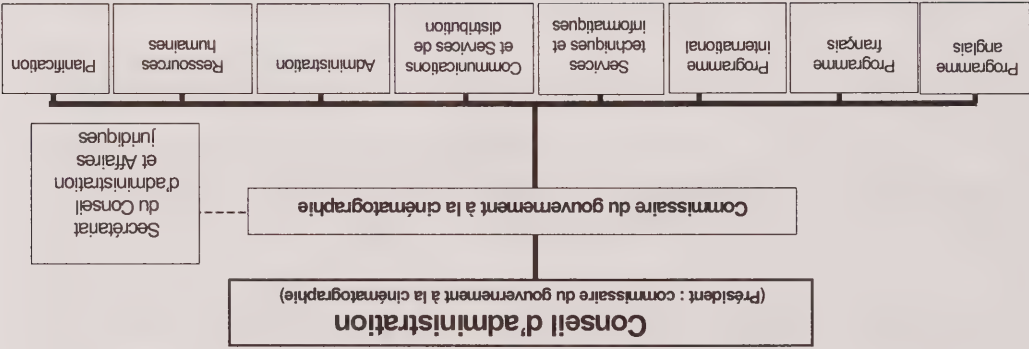 Conseil d'administration
(Président : commissaire du gouvernement à la cinématographie)
Commissaire du gouvernement à la cinématographie
Secrétariat
du Conseil
d'administration
et Affaires
juridiques
Programme
anglais
Programme
français
Programme
international
Services
techniques et
informatiques
Communications
et Services de
distribution
Administration
Ressources
humaines
Planification